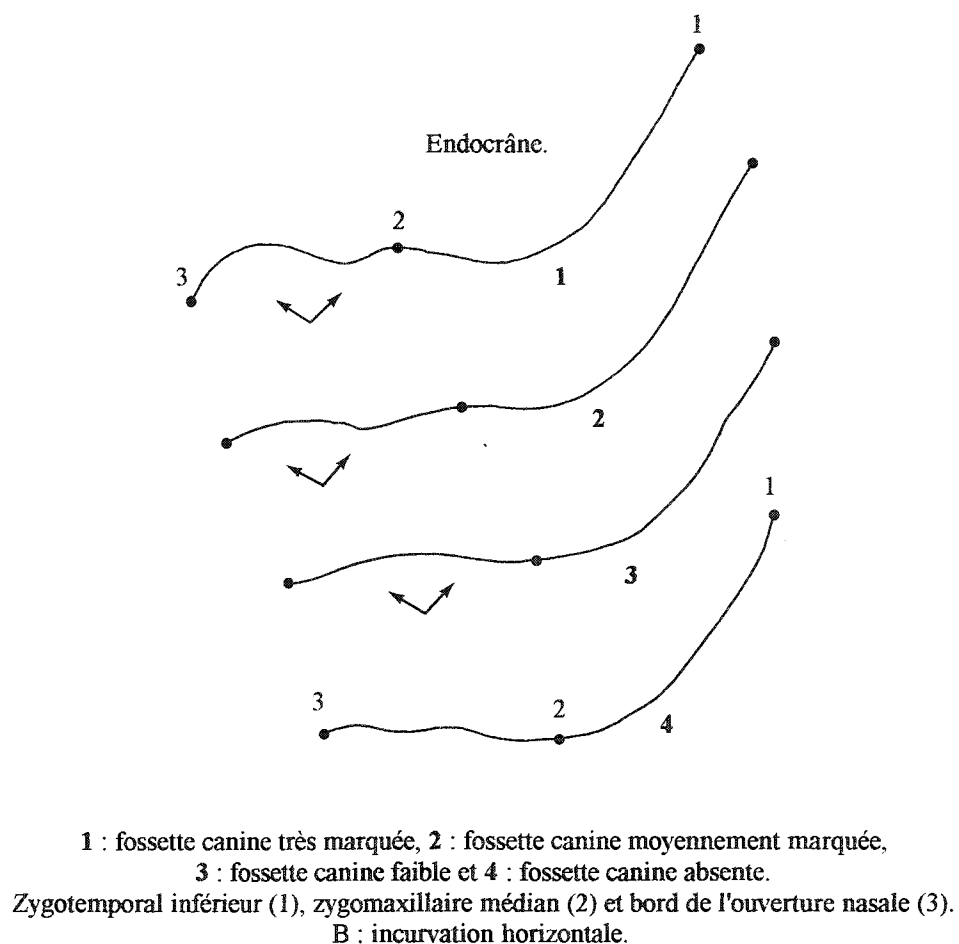 1
Endocrâne.
2
3
1
2
1
3
3
2
4
1 : fossette canine très marquée, 2 : fossette canine moyennement marquée,
3 : fossette canine faible et 4 : fossette canine absente.
Zygotemporal inférieur (1), zygomaxillaire médian (2) et bord de l'ouverture nasale (3).
B : incurvation horizontale.